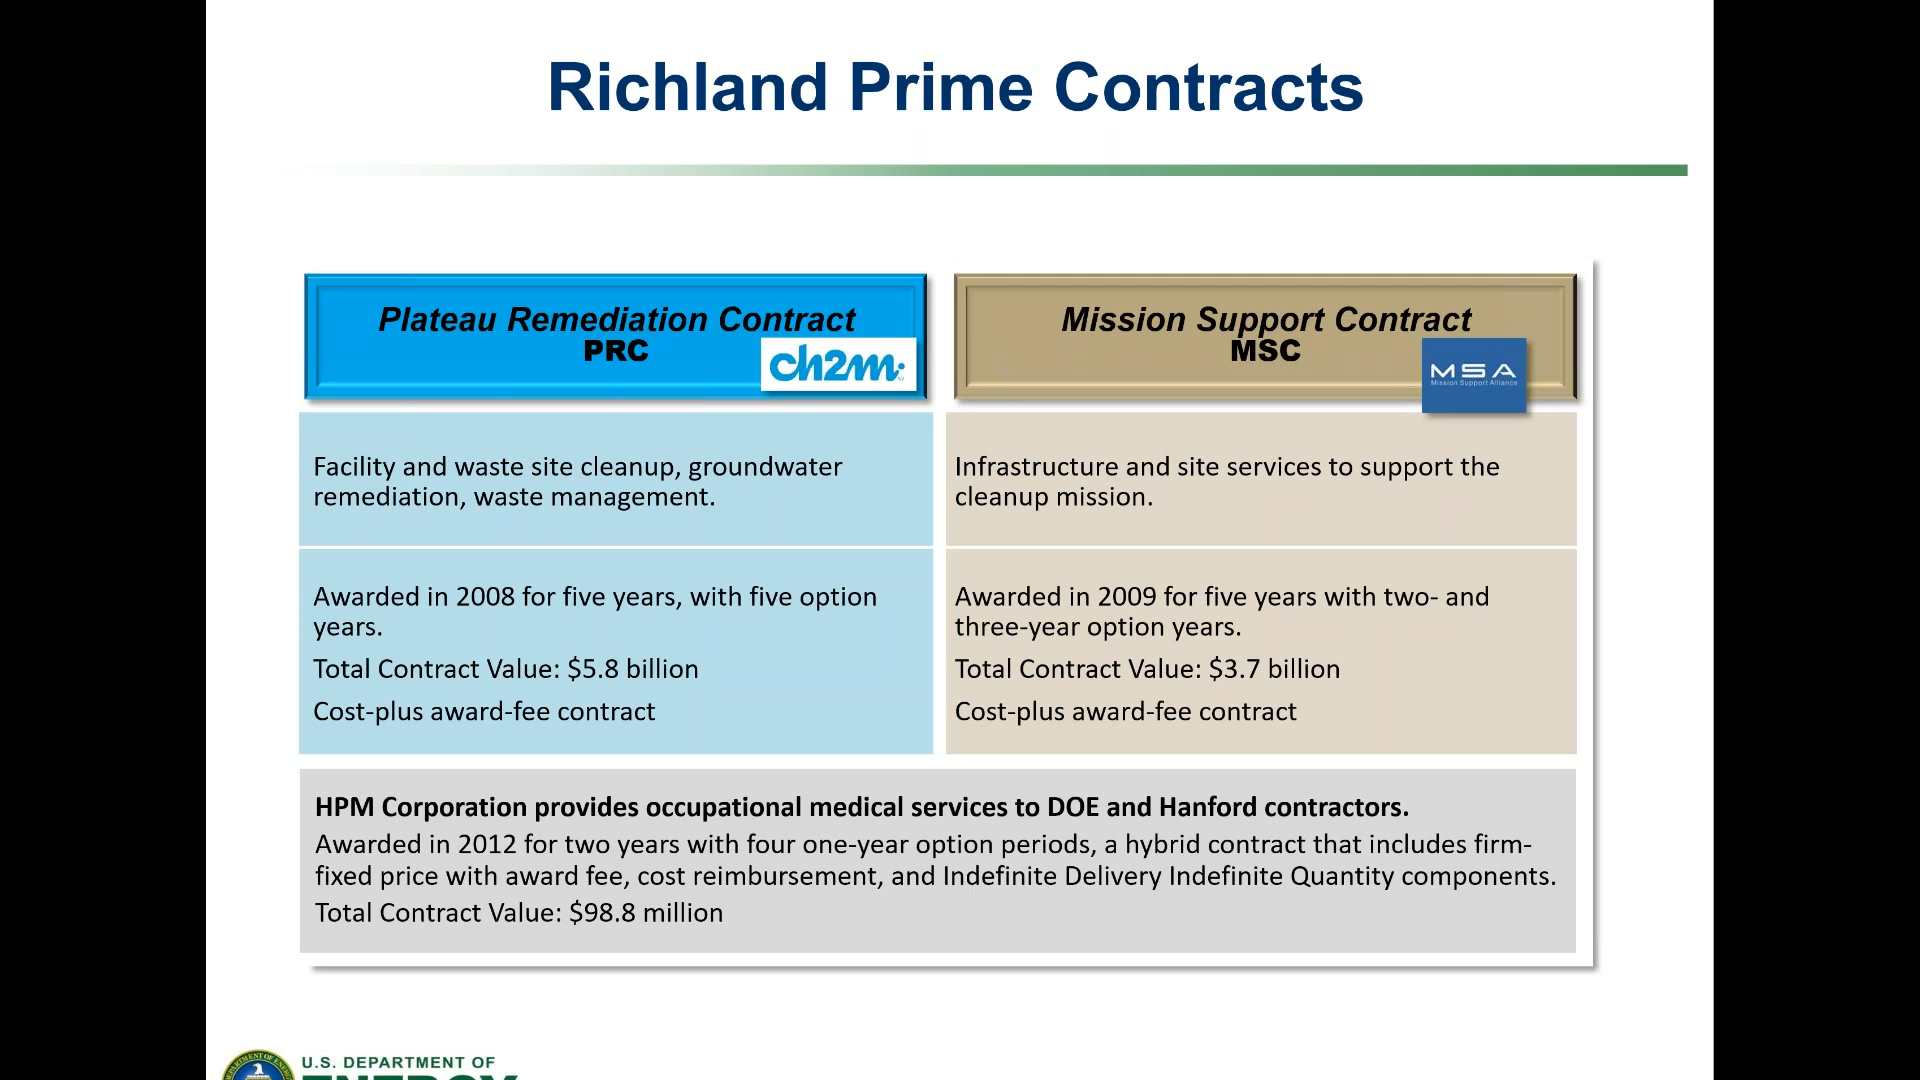 Richland Prime Contracts
Plateau Remediation Contract
PRC
ch2m
Mission Support Contract
MSC
MSA
Mission Support Alliance
Facility and waste site cleanup, groundwater
remediation, waste management.
Infrastructure and site services to support the
cleanup mission.
Awarded in 2008 for five years, with five option
years.
Total Contract Value: $5.8 billion
Cost-plus award-fee contract
Awarded in 2009 for five years with two- and
three-year option years.
Total Contract Value: $3.7 billion
Cost-plus award-fee contract
HPM Corporation provides occupational medical services to DOE and Hanford contractors.
Awarded in 2012 for two years with four one-year option periods, a hybrid contract that includes firm-
fixed price with award fee, cost reimbursement, and Indefinite Delivery Indefinite Quantity components.
Total Contract Value: $98.8 million
U.S. DEPARTMENT OF
ENERGY